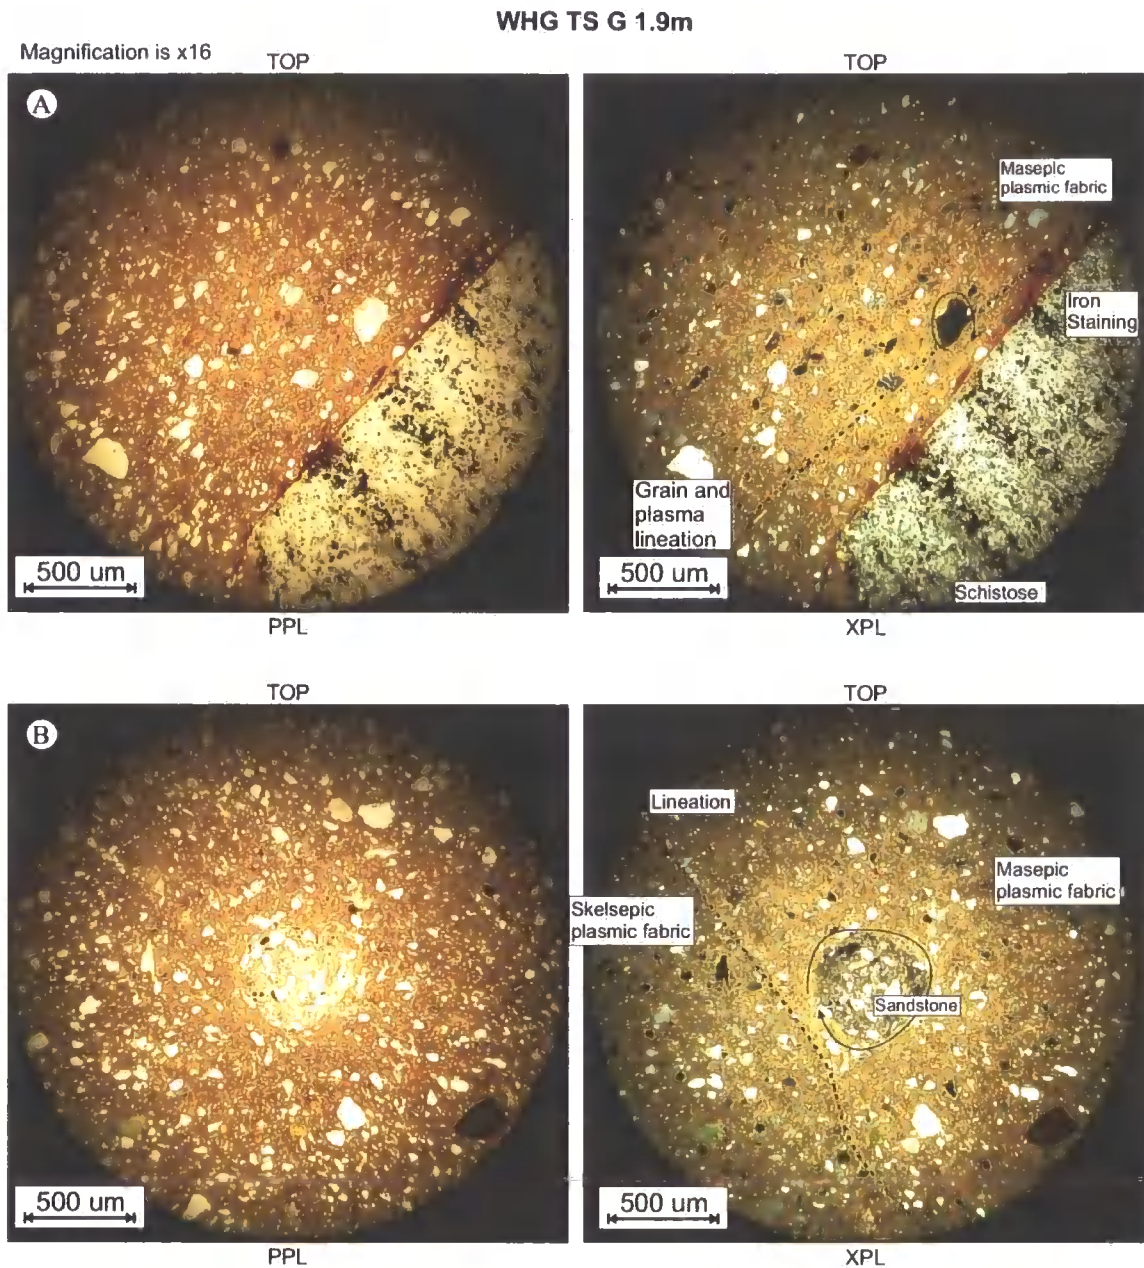 WHG TS G 1.9m
Magnification is x16
TOP
TOP
A
Masepic
plasmic fabric
Iron
Staining
Grain and
plasma
lineation
500 um
500 um
Schistose
PPL
XPL
TOP
TOP
B
Lineation
Masepic
plasmic fabric
Skelsepic
plasmic fabric
Sandstone
500 um
500 um
PPL
XPL